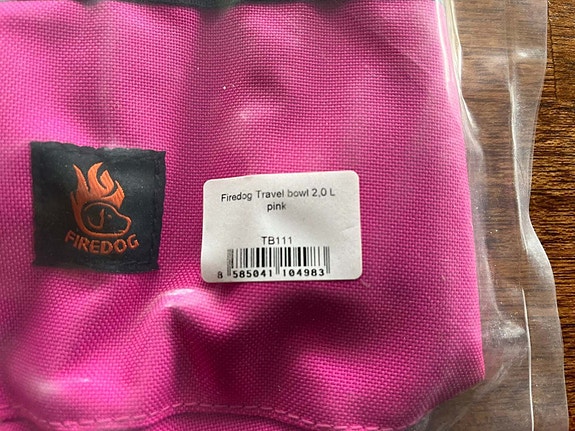 FIREDOG
Firedog Travel bowl 2,0 L
pink
TB111
8 585041 104983